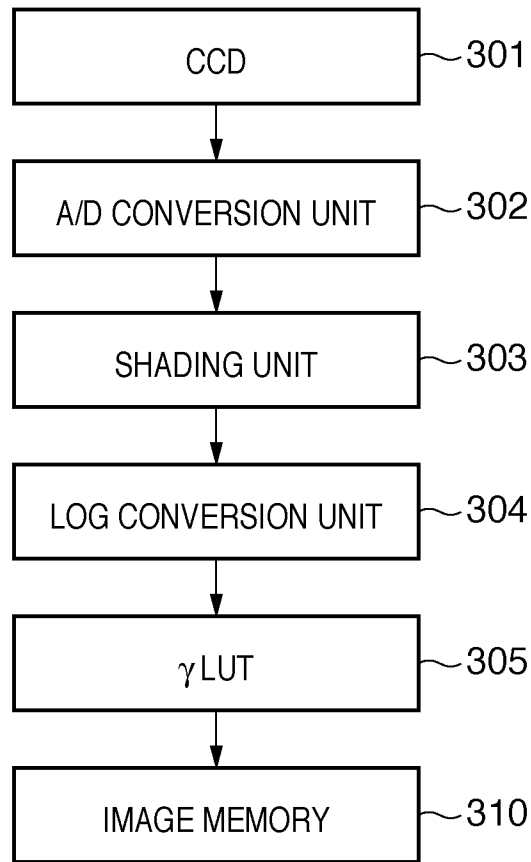 CCD 301
A/D CONVERSION UNIT 302
SHADING UNIT 303
LOG CONVERSION UNIT 304
γ LUT 305
IMAGE MEMORY 310